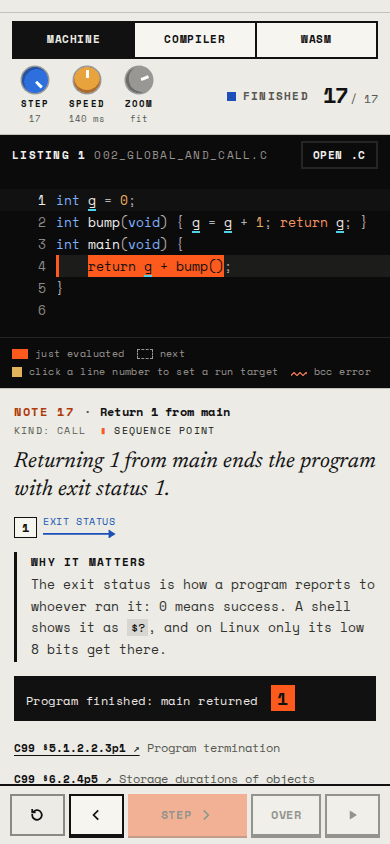 MACHINE COMPILER WASM
STEP SPEED ZOOM
17 140 ms fit
FINISHED 17 / 17
LISTING 1 002_GLOBAL_AND_CALL.C OPEN .C
1 int g = 0;
2 int bump(void) { g = g + 1; return g; }
3 int main(void) {
4 return g + bump();
5 }
6
just evaluated next
click a line number to set a run target bcc error
NOTE 17 · Return 1 from main
KIND: CALL SEQUENCE POINT
Returning 1 from main ends the program
with exit status 1.
1 EXIT STATUS
WHY IT MATTERS
The exit status is how a program reports to
whoever ran it: 0 means success. A shell
shows it as $?, and on Linux only its low
8 bits get there.
Program finished: main returned 1
C99 §5.1.2.2.3p1 ↗ Program termination
C99 §6.2.4p5 ↗ Storage durations of objects
STEP OVER